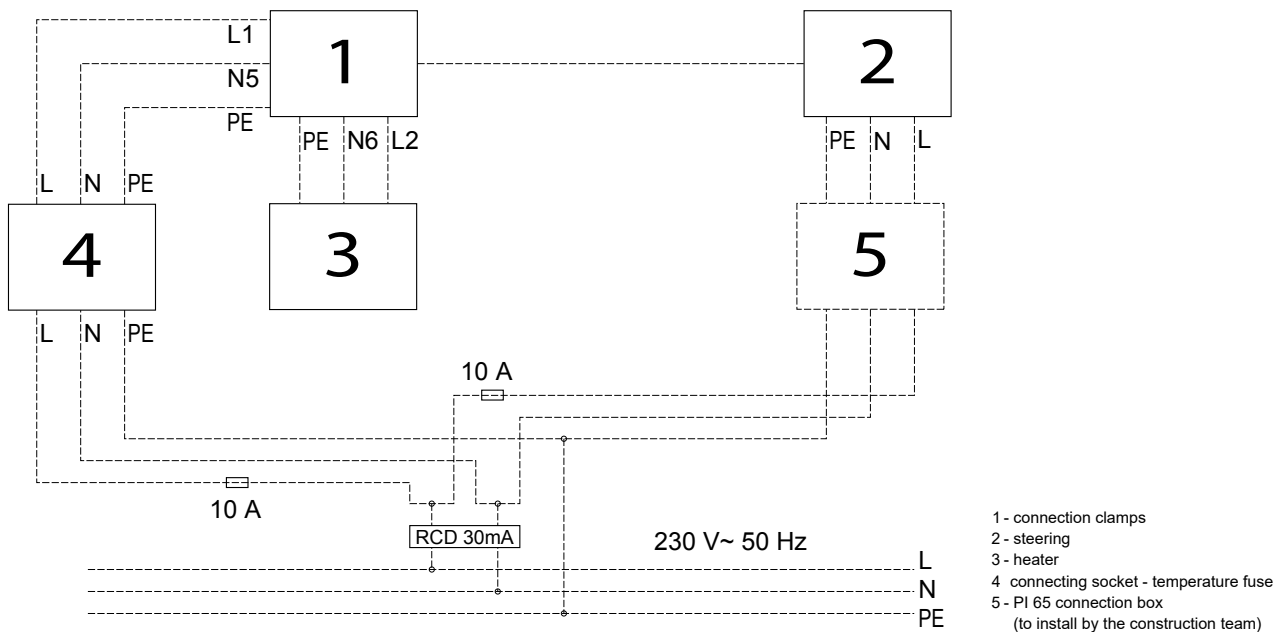 L1
1
2
N5
PE
PE N6 L2
PE N L
L N PE
4
3
5
L N PE
10 A
10 A
RCD 30mA
230 V~ 50 Hz
L
N
PE
1 - connection clamps
2 - steering
3 - heater
4 connecting socket - temperature fuse
5 - PI 65 connection box
(to install by the construction team)